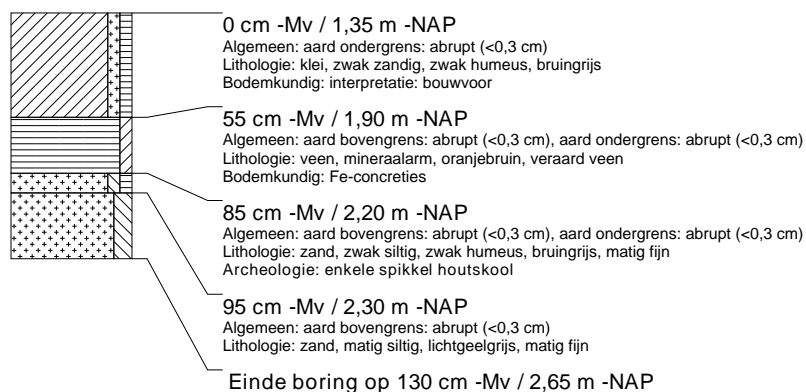 0 cm -Mv / 1,35 m -NAP
Algemeen: aard ondergrens: abrupt (<0,3 cm)
Lithologie: klei, zwak zandig, zwak humeus, bruingrijs
Bodemkundig: interpretatie: bouwvoor
55 cm -Mv / 1,90 m -NAP
Algemeen: aard bovengrens: abrupt (<0,3 cm), aard ondergrens: abrupt (<0,3 cm)
Lithologie: veen, mineraalarm, oranjebruin, veraard veen
Bodemkundig: Fe-concreties
85 cm -Mv / 2,20 m -NAP
Algemeen: aard bovengrens: abrupt (<0,3 cm), aard ondergrens: abrupt (<0,3 cm)
Lithologie: zand, zwak siltig, zwak humeus, bruingrijs, matig fijn
Archeologie: enkele spikkel houtskool
95 cm -Mv / 2,30 m -NAP
Algemeen: aard bovengrens: abrupt (<0,3 cm)
Lithologie: zand, matig siltig, lichtgeelgrijs, matig fijn
Einde boring op 130 cm -Mv / 2,65 m -NAP